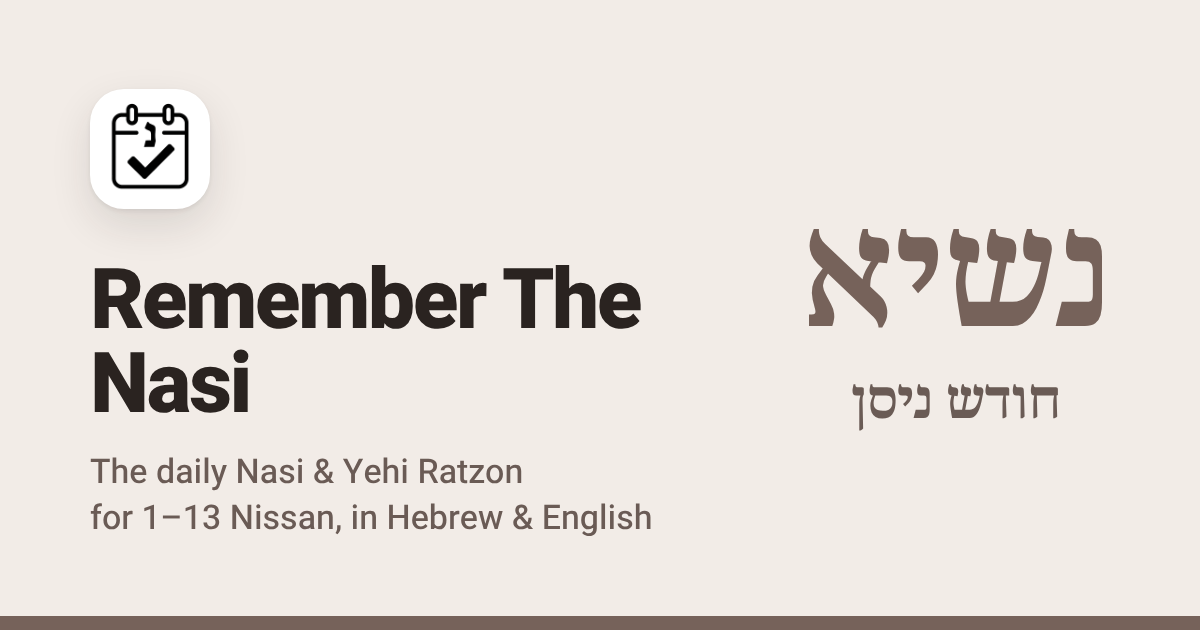 נ
Remember The
Nasi
The daily Nasi & Yehi Ratzon
for 1–13 Nissan, in Hebrew & English
נשיא
חודש ניסן